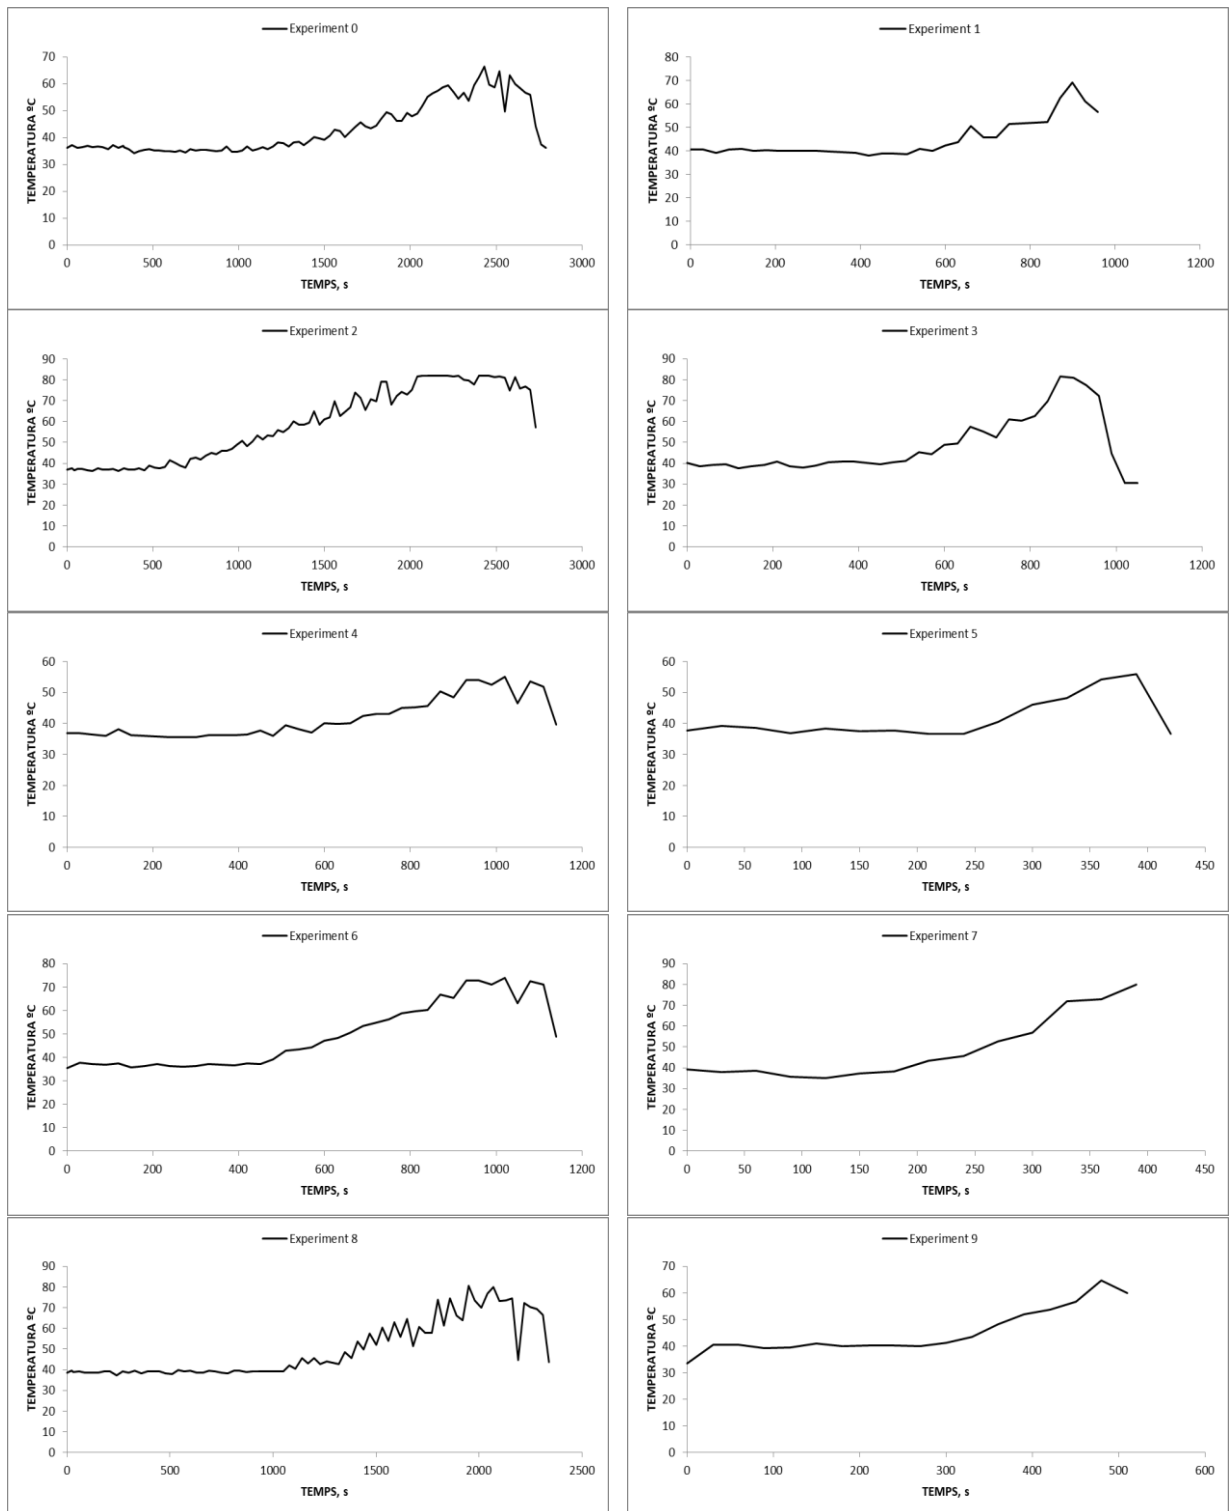 Experiment 0
TEMPERATURA ºC
70
60
50
40
30
20
10
0
0 500 1000 1500 2000 2500 3000
TEMPS, s
Experiment 1
TEMPERATURA ºC
80
70
60
50
40
30
20
10
0
0 200 400 600 800 1000 1200
TEMPS, s
Experiment 2
TEMPERATURA ºC
90
80
70
60
50
40
30
20
10
0
0 500 1000 1500 2000 2500 3000
TEMPS, s
Experiment 3
TEMPERATURA ºC
90
80
70
60
50
40
30
20
10
0
0 200 400 600 800 1000 1200
TEMPS, s
Experiment 4
TEMPERATURA ºC
60
50
40
30
20
10
0
0 200 400 600 800 1000 1200
TEMPS, s
Experiment 5
TEMPERATURA ºC
60
50
40
30
20
10
0
0 50 100 150 200 250 300 350 400 450
TEMPS, s
Experiment 6
TEMPERATURA ºC
80
70
60
50
40
30
20
10
0
0 200 400 600 800 1000 1200
TEMPS, s
Experiment 7
TEMPERATURA ºC
90
80
70
60
50
40
30
20
10
0
0 50 100 150 200 250 300 350 400 450
TEMPS, s
Experiment 8
TEMPERATURA ºC
90
80
70
60
50
40
30
20
10
0
0 500 1000 1500 2000 2500
TEMPS, s
Experiment 9
TEMPERATURA ºC
70
60
50
40
30
20
10
0
0 100 200 300 400 500 600
TEMPS, s